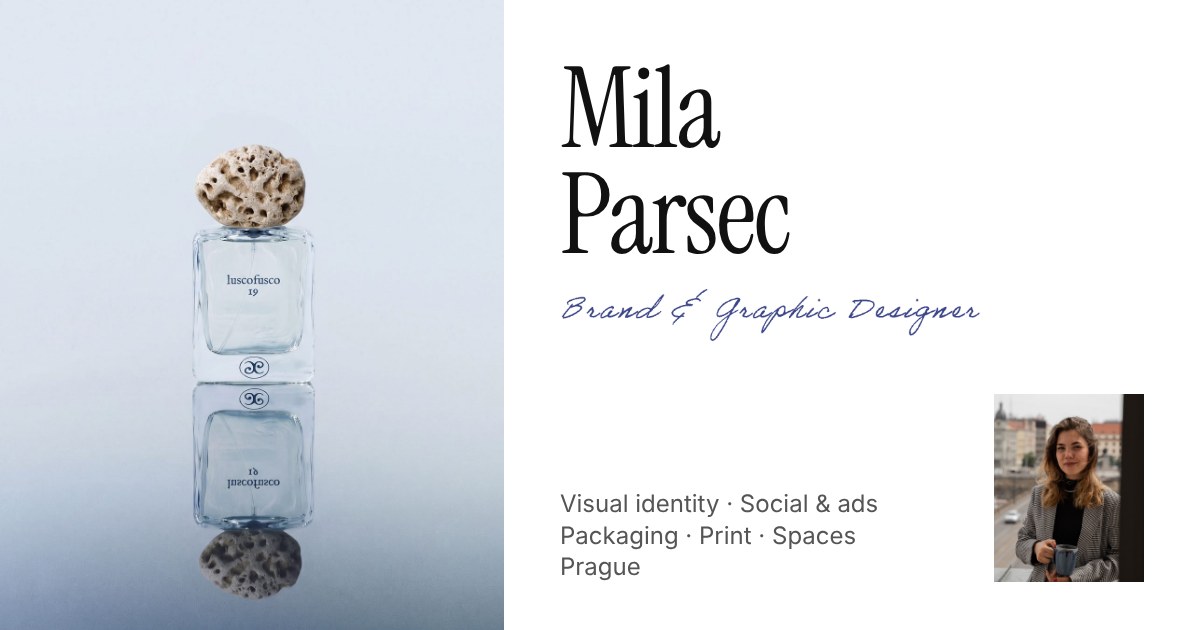 luscofusco
19
Mila
Parsec
Brand & Graphic Designer
Visual identity · Social & ads
Packaging · Print · Spaces
Prague